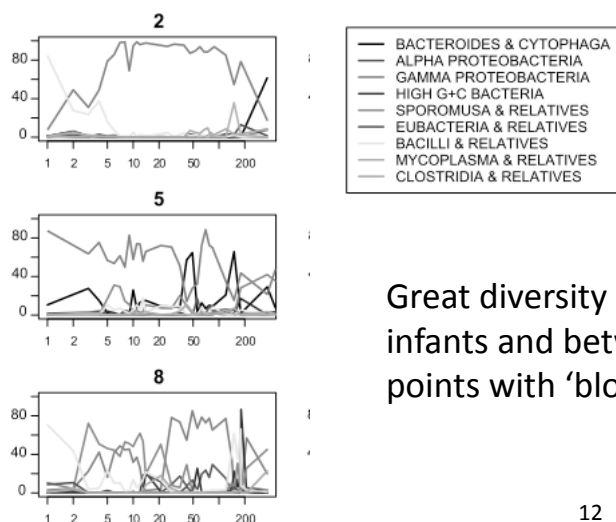 2
80
40
0
1 2 5 10 20 50 200
BACTEROIDES & CYTOPHAGA
ALPHA PROTEOBACTERIA
GAMMA PROTEOBACTERIA
HIGH G+C BACTERIA
SPOROMUSA & RELATIVES
EUBACTERIA & RELATIVES
BACILLI & RELATIVES
MYCOPLASMA & RELATIVES
CLOSTRIDIA & RELATIVES
5
80
40
0
1 2 5 10 20 50 200
Great diversity
infants and
points with
8
80
40
0
1 2 5 10 20 50 200
12